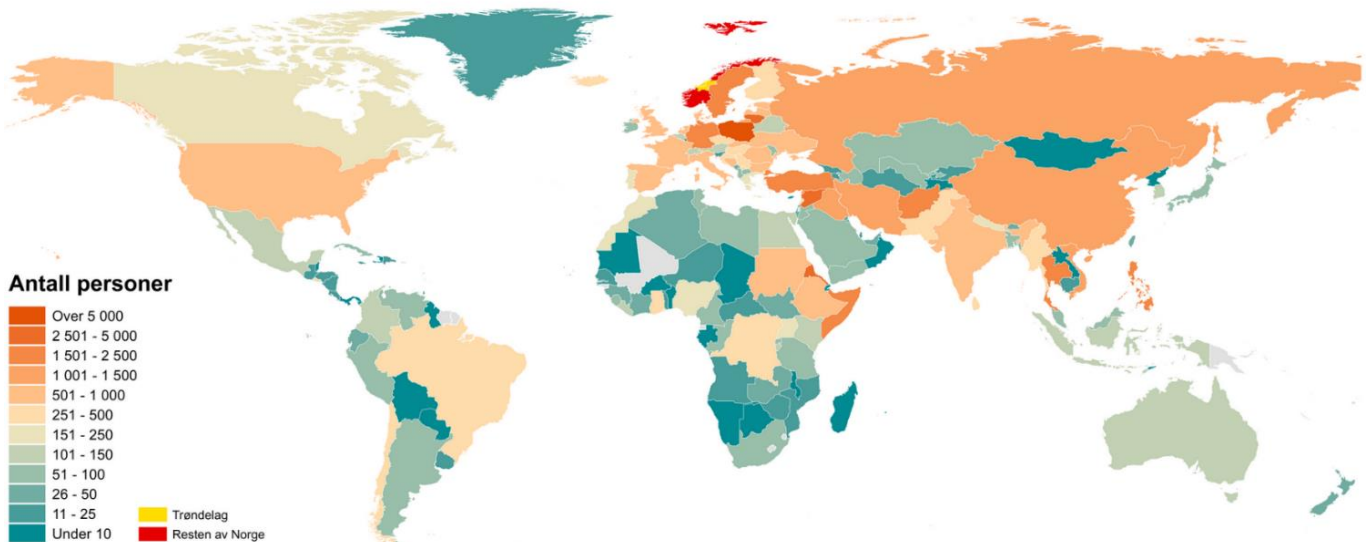 Antall personer
Over 5 000
2 501 - 5 000
1 501 - 2 500
1 001 - 1 500
501 - 1 000
251 - 500
151 - 250
101 - 150
51 - 100
26 - 50
11 - 25
Under 10
Trøndelag
Resten av Norge